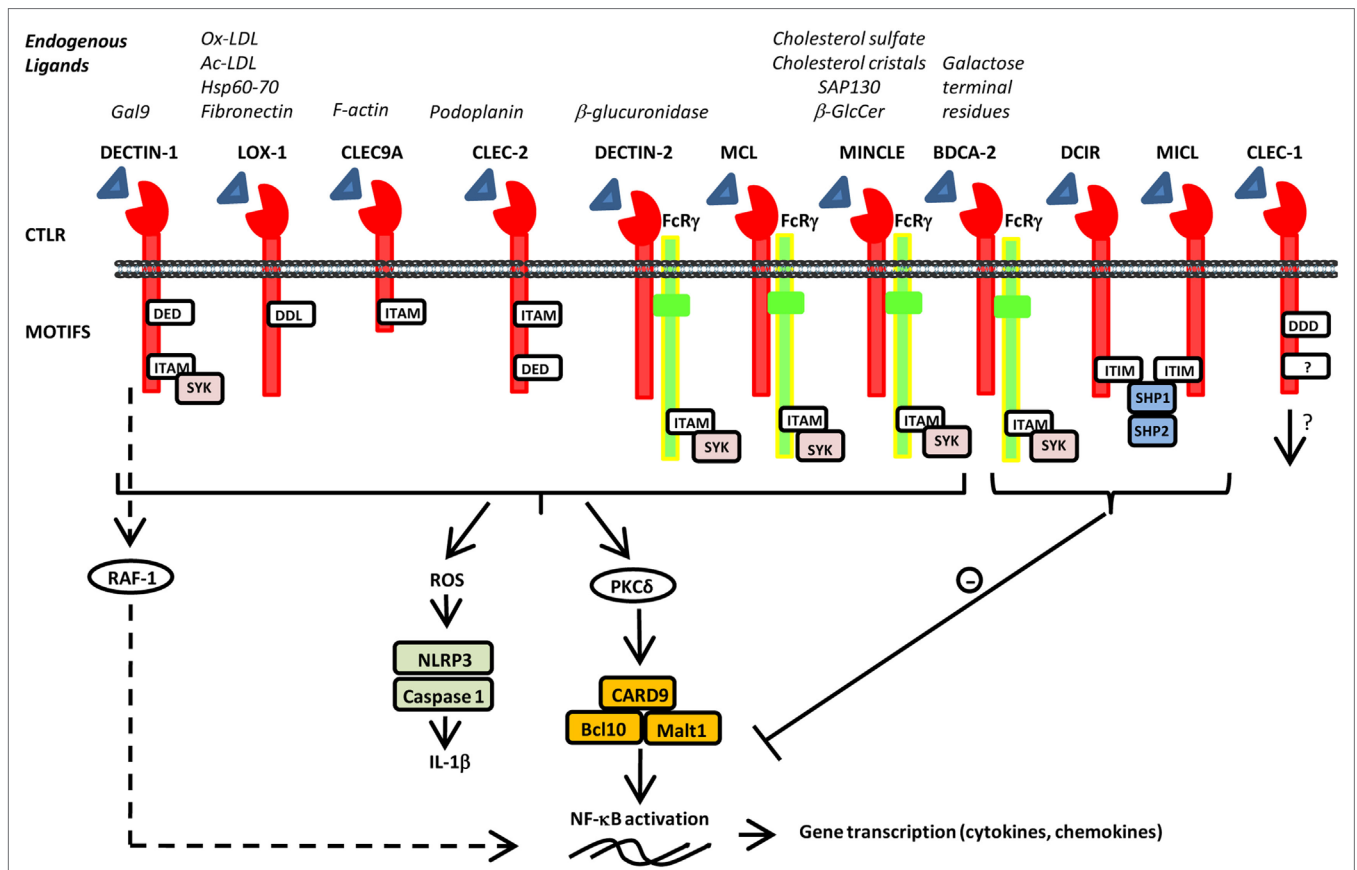 Endogenous
Ligands
Ox-LDL
Ac-LDL
Hsp60-70
Fibronectin
Cholesterol sulfate
Cholesterol cristals
SAP130
β-GlcCer
Galactose
terminal
residues
Gal9
F-actin
Podoplanin
β-glucuronidase
DECTIN-1 LOX-1 CLEC9A CLEC-2 DECTIN-2 MCL MINCLE BDCA-2 DCIR MICL CLEC-1
FcRγ FcRγ FcRγ FcRγ
CTLR
MOTIFS
DED DDL ITAM ITAM DDD
ITAM DED ITIM ITIM ?
SYK
SHP1
SHP2
ITAM ITAM ITAM ITAM
SYK SYK SYK SYK
?
RAF-1
ROS
PKCδ
-
NLRP3
Caspase 1
IL-1β
CARD9
Bcl10 Malt1
NF-κB activation
Gene transcription (cytokines, chemokines)